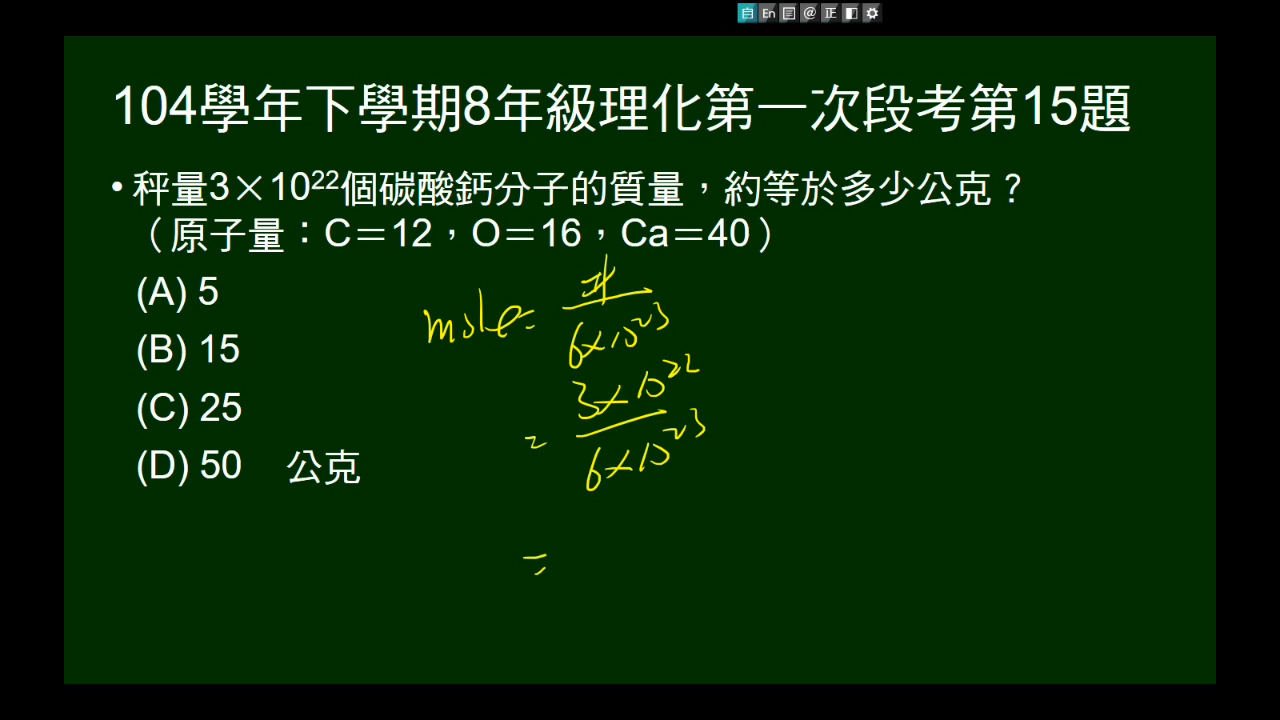 自 En @ 正
104學年下學期8年級理化第一次段考第15題
• 秤量3×10²²個碳酸鈣分子的質量，約等於多少公克？
（原子量：C＝12，O＝16，Ca＝40）
(A) 5
(B) 15
(C) 25
(D) 50 公克
mole=
6×10²³
= 3×10²²
6×10²³
=